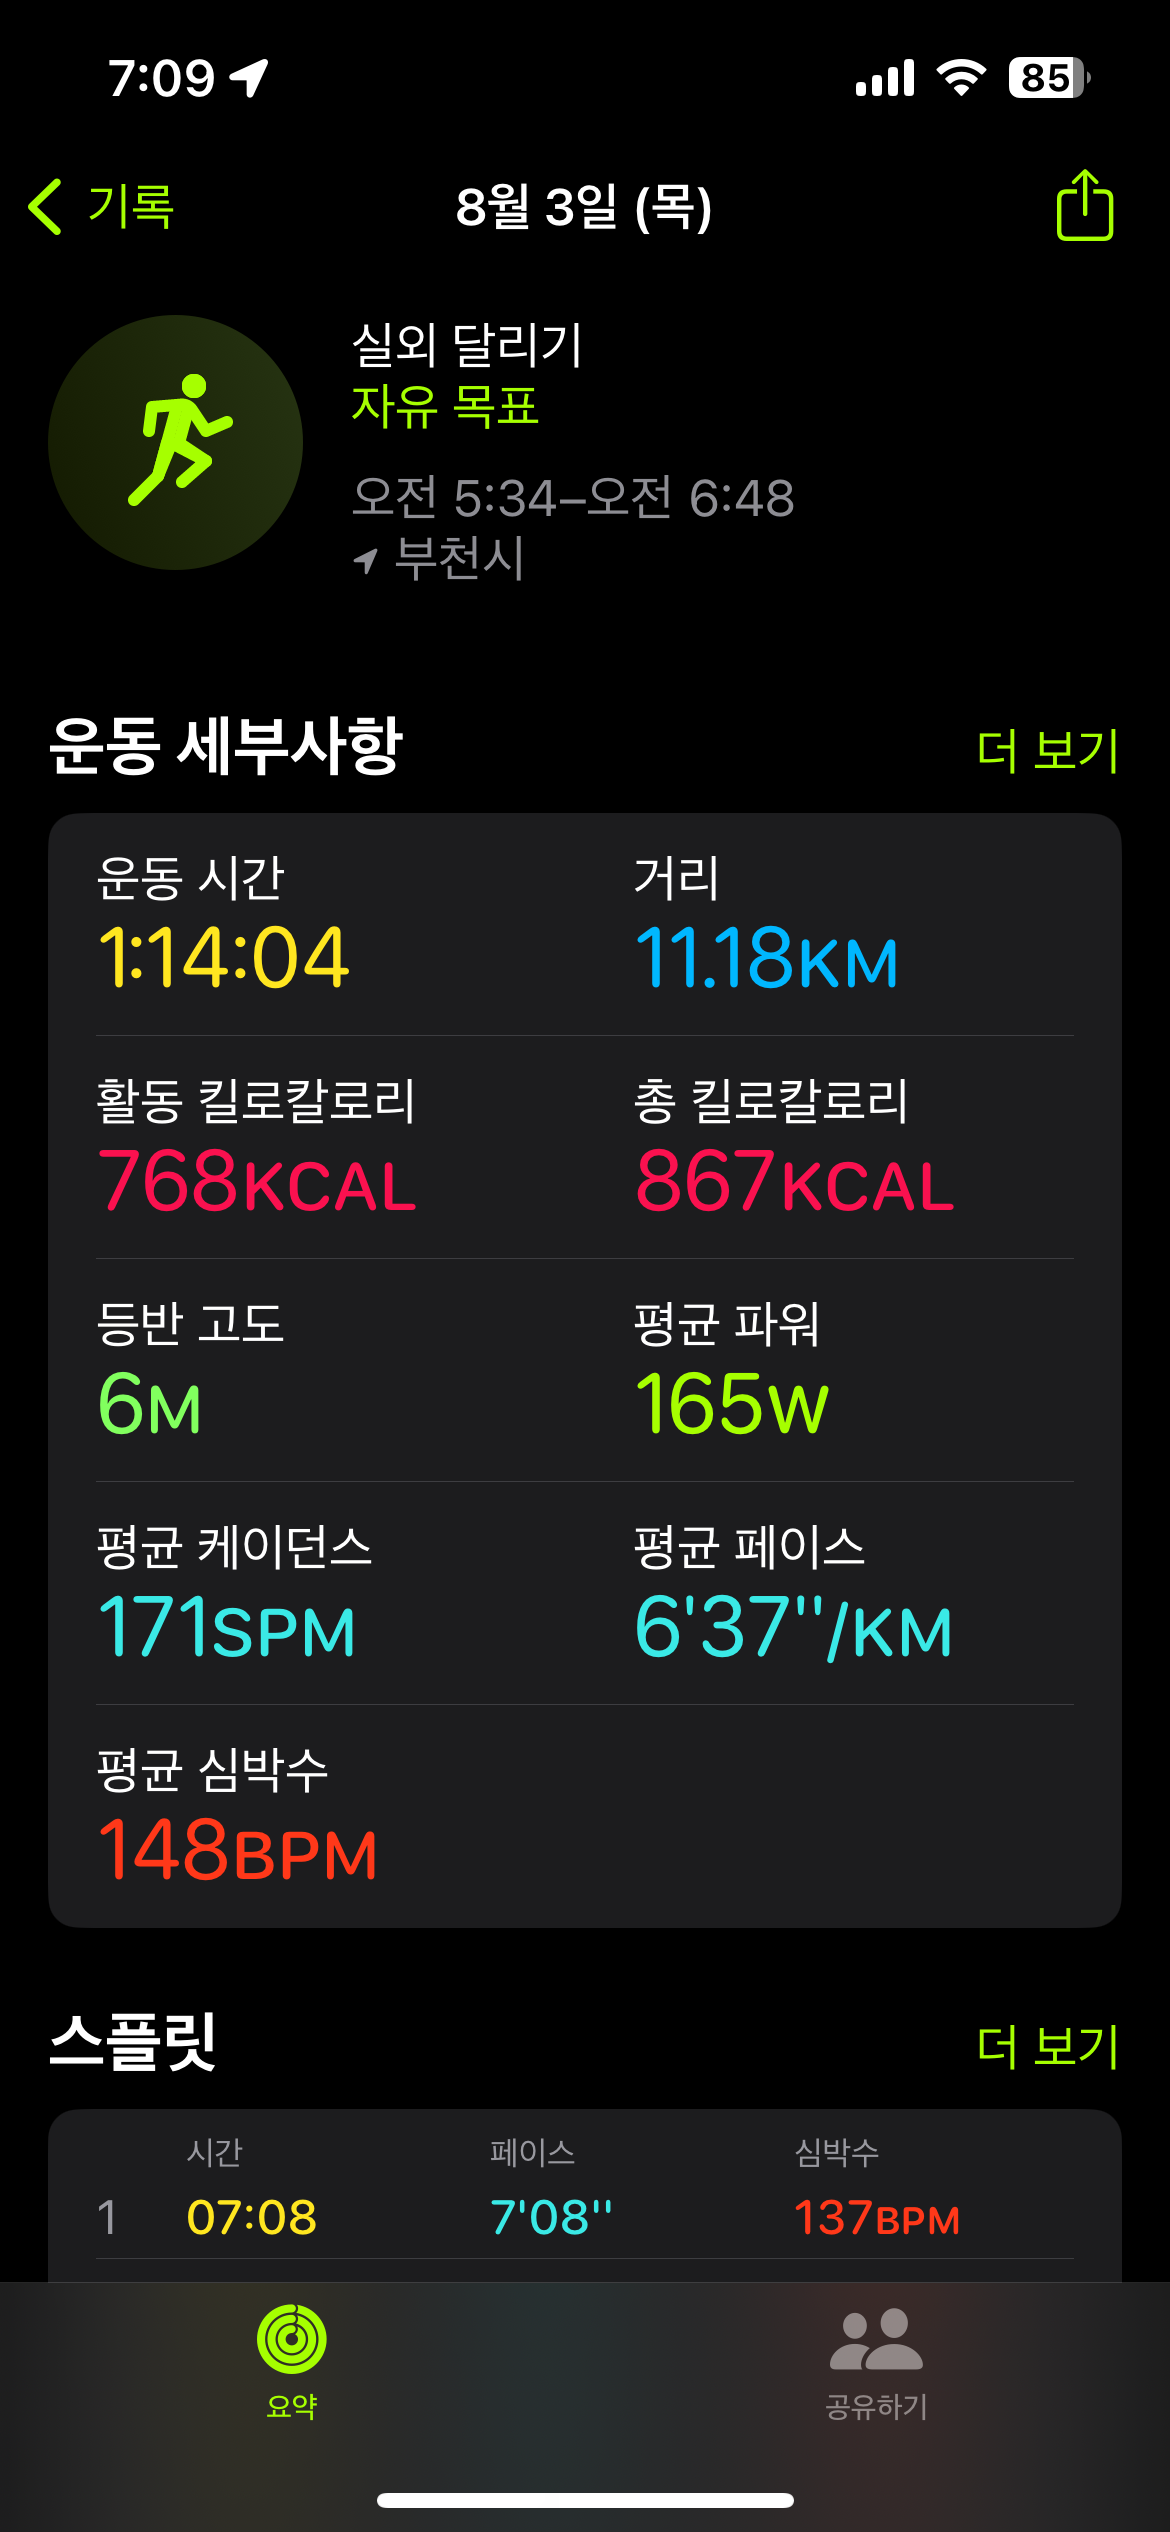 7:09
85
기록
8월 3일 (목)
실외 달리기
자유 목표
오전 5:34–오전 6:48
부천시
운동 세부사항
더 보기
운동 시간
거리
1:14:04
11.18KM
활동 킬로칼로리
총 킬로칼로리
768KCAL
867KCAL
등반 고도
평균 파워
6M
165W
평균 케이던스
평균 페이스
171SPM
6'37''/KM
평균 심박수
148BPM
스플릿
더 보기
시간 페이스 심박수
1 07:08 7'08'' 137BPM
요약
공유하기